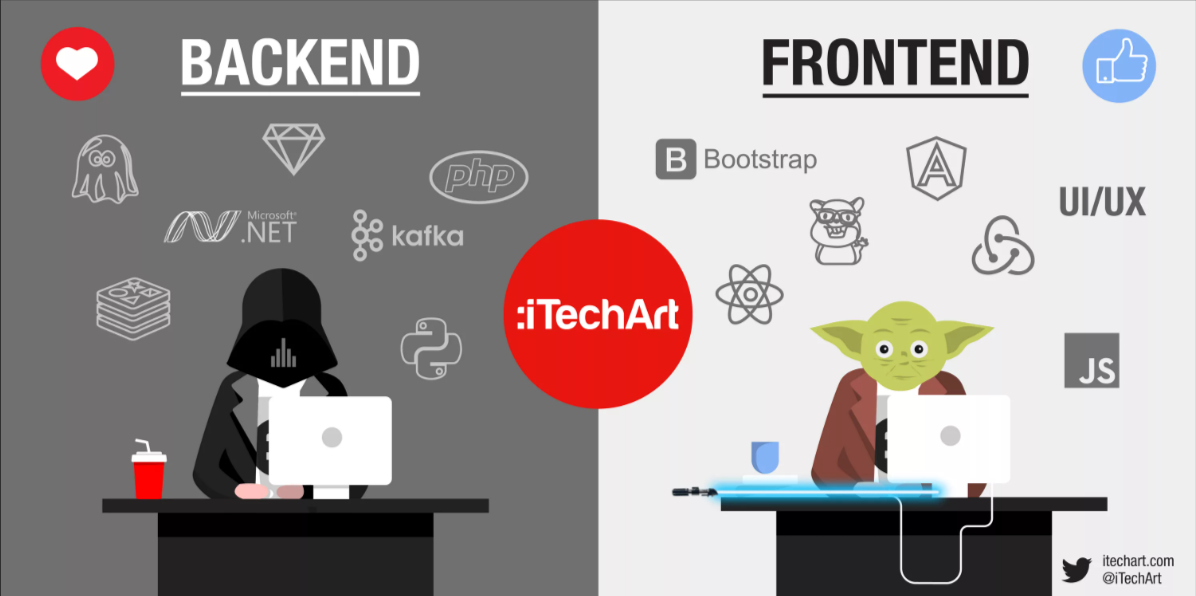 BACKEND
php
Microsoft®
.NET
kafka
:iTechArt
FRONTEND
B Bootstrap
A
UI/UX
JS
itechart.com
@iTechArt